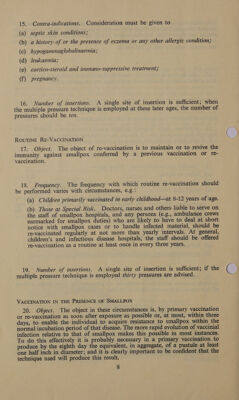 15. Contra-indications. Consideration must be given to
(a) septic skin conditions;
(b) a history of or the presence of eczema or any other allergic condition;
(c) hypogammaglobulinaemia;
(d) leukaemia;
(e) cortico-steroid and immuno-suppressive treatment;
(f) pregnancy.
16. Number of insertions. A single site of insertion is sufficient; when
the multiple pressure technique is employed at these later ages, the number of
pressures should be ten.
ROUTINE RE-VACCINATION
17. Object. The object of re-vaccination is to maintain or to revive the
immunity against smallpox conferred by a previous vaccination or re-
vaccination.
18. Frequency. The frequency with which routine re-vaccination should
be performed varies with circumstances, e.g.:
(a) Children primarily vaccinated in early childhood—at 8-12 years of age.
(b) Those at Special Risk. Doctors, nurses and others liable to serve on
the staff of smallpox hospitals, and any persons (e.g., ambulance crews
earmarked for smallpox duties) who are likely to have to deal at short
notice with smallpox cases or to handle infected material, should be
re-vaccinated regularly at not more than yearly intervals. At general,
children's and infectious disease hospitals, the staff should be offered
re-vaccination as a routine at least once in every three years.
19. Number of insertions. A single site of insertion is sufficient; if the
multiple pressure technique is employed thirty pressures are advised.
VACCINATION IN THE PRESENCE OF SMALLPOX
20. Object. The object in these circumstances is, by primary vaccination
or re-vaccination as soon after exposure as possible or, at most, within three
days, to enable the individual to acquire resistance to smallpox within the
normal incubation period of that disease. The more rapid evolution of vaccinial
infection relative to that of smallpox makes this possible in most instances.
To do this effectively it is probably necessary in a primary vaccination to
produce by the eighth day the equivalent, in aggregate, of a pustule at least
one half inch in diameter; and it is clearly important to be confident that the
technique used will produce this result.
8